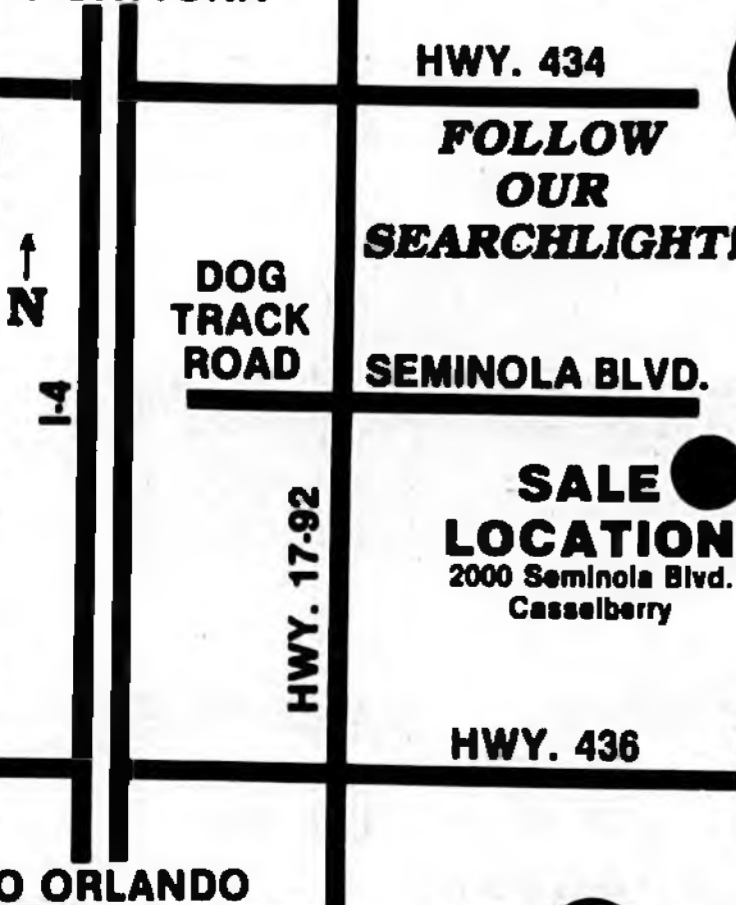 HWY. 434
FOLLOW
OUR
SEARCHLIGHT!
N
DOG
TRACK
ROAD
SEMINOLA BLVD.
I-4
SALE
LOCATION
2000 Seminola Blvd.
Casselberry
HWY. 17-92
HWY. 436
O ORLANDO